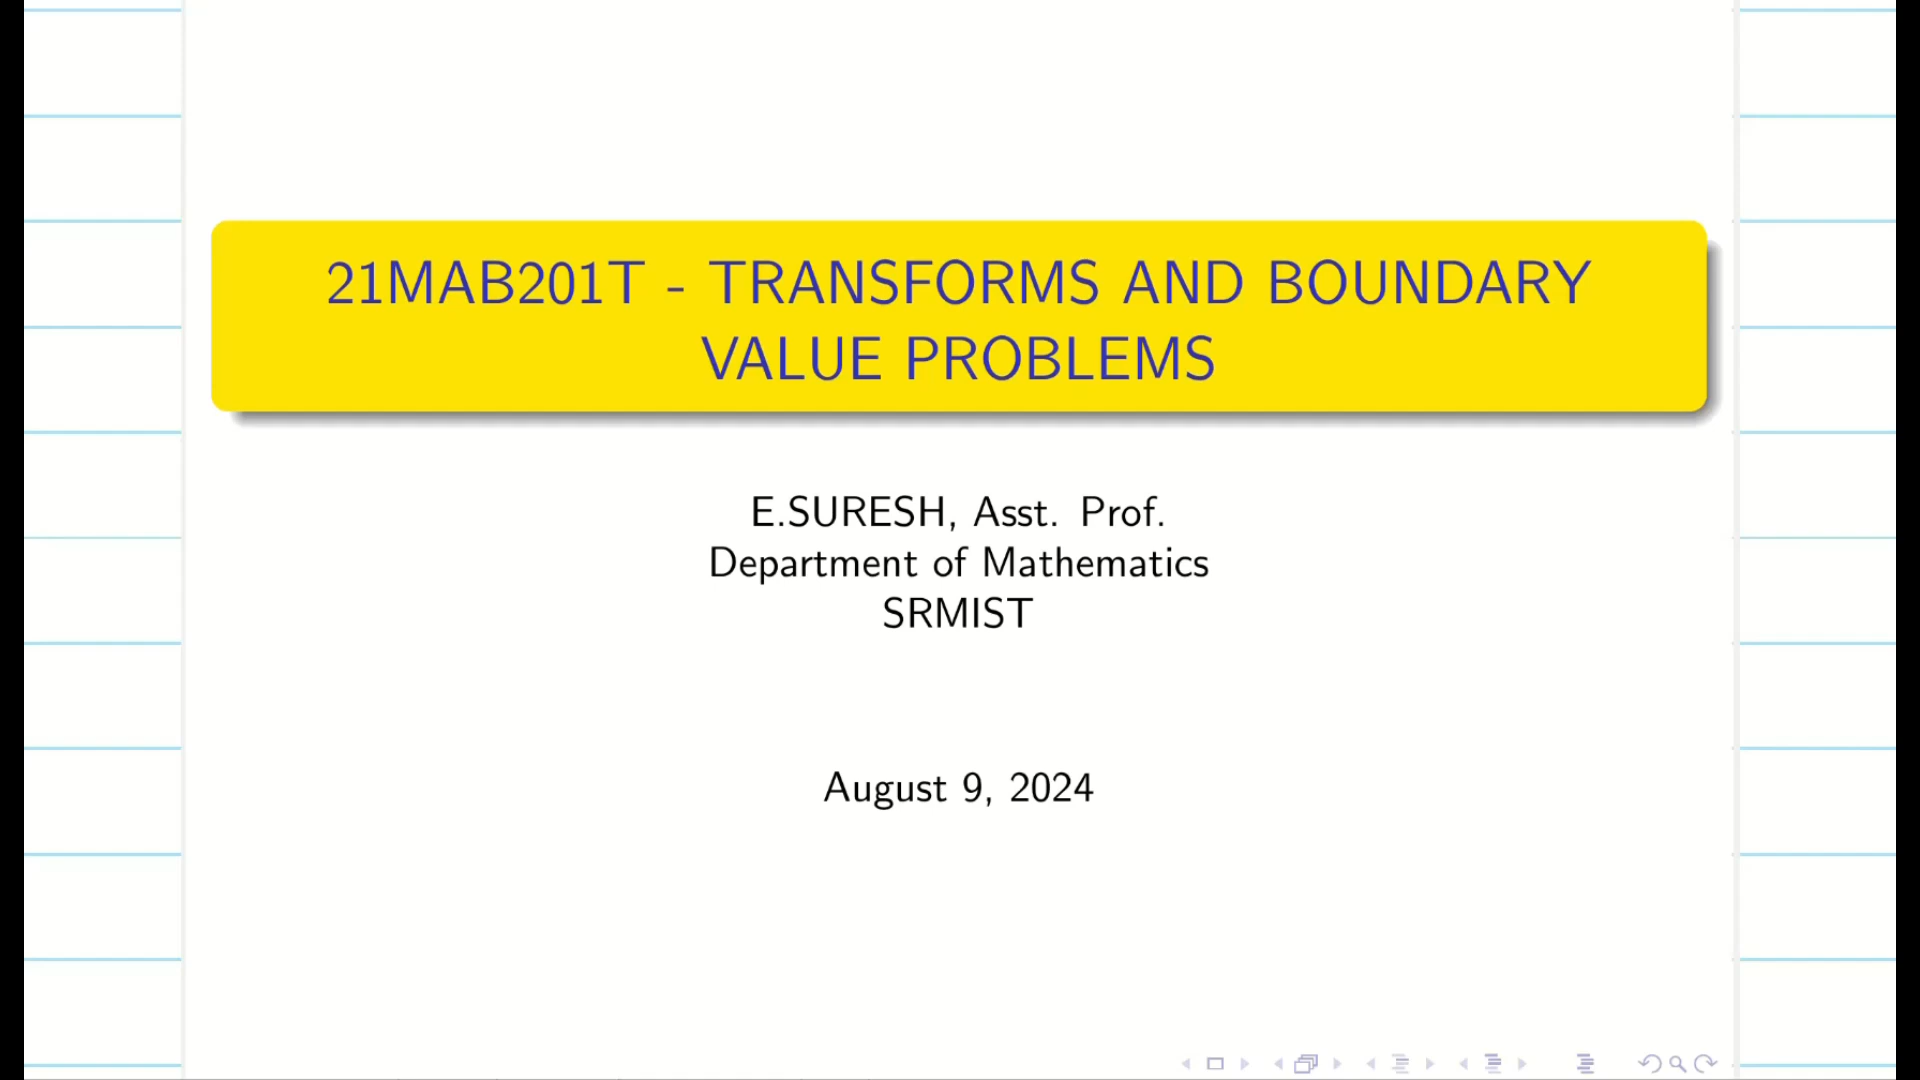 21MAB201T - TRANSFORMS AND BOUNDARY
VALUE PROBLEMS
E.SURESH, Asst. Prof.
Department of Mathematics
SRMIST
August 9, 2024